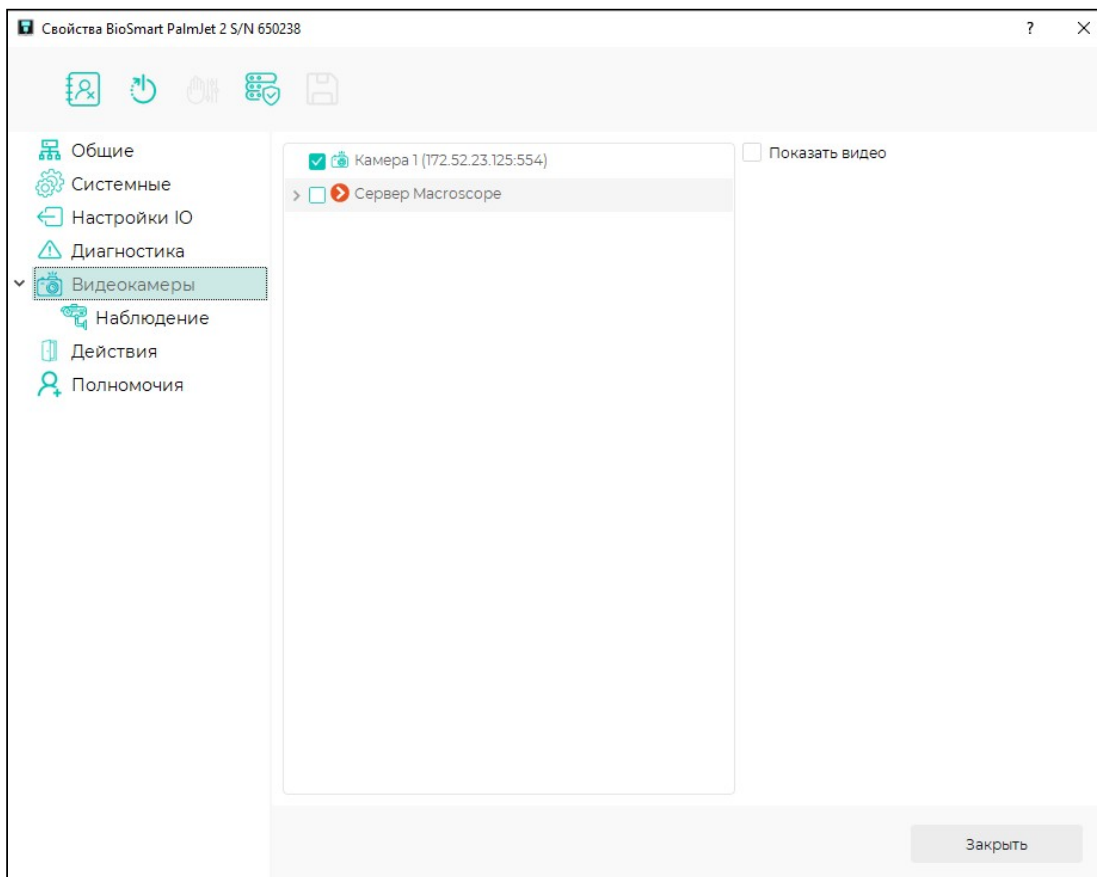 Свойства BioSmart PalmJet 2 S/N 650238
?
Общие
Системные
Настройки IO
Диагностика
Видеокамеры
Наблюдение
Действия
Полномочия
Камера 1 (172.52.23.125:554)
Сервер Macroscope
Показать видео
Закрыть